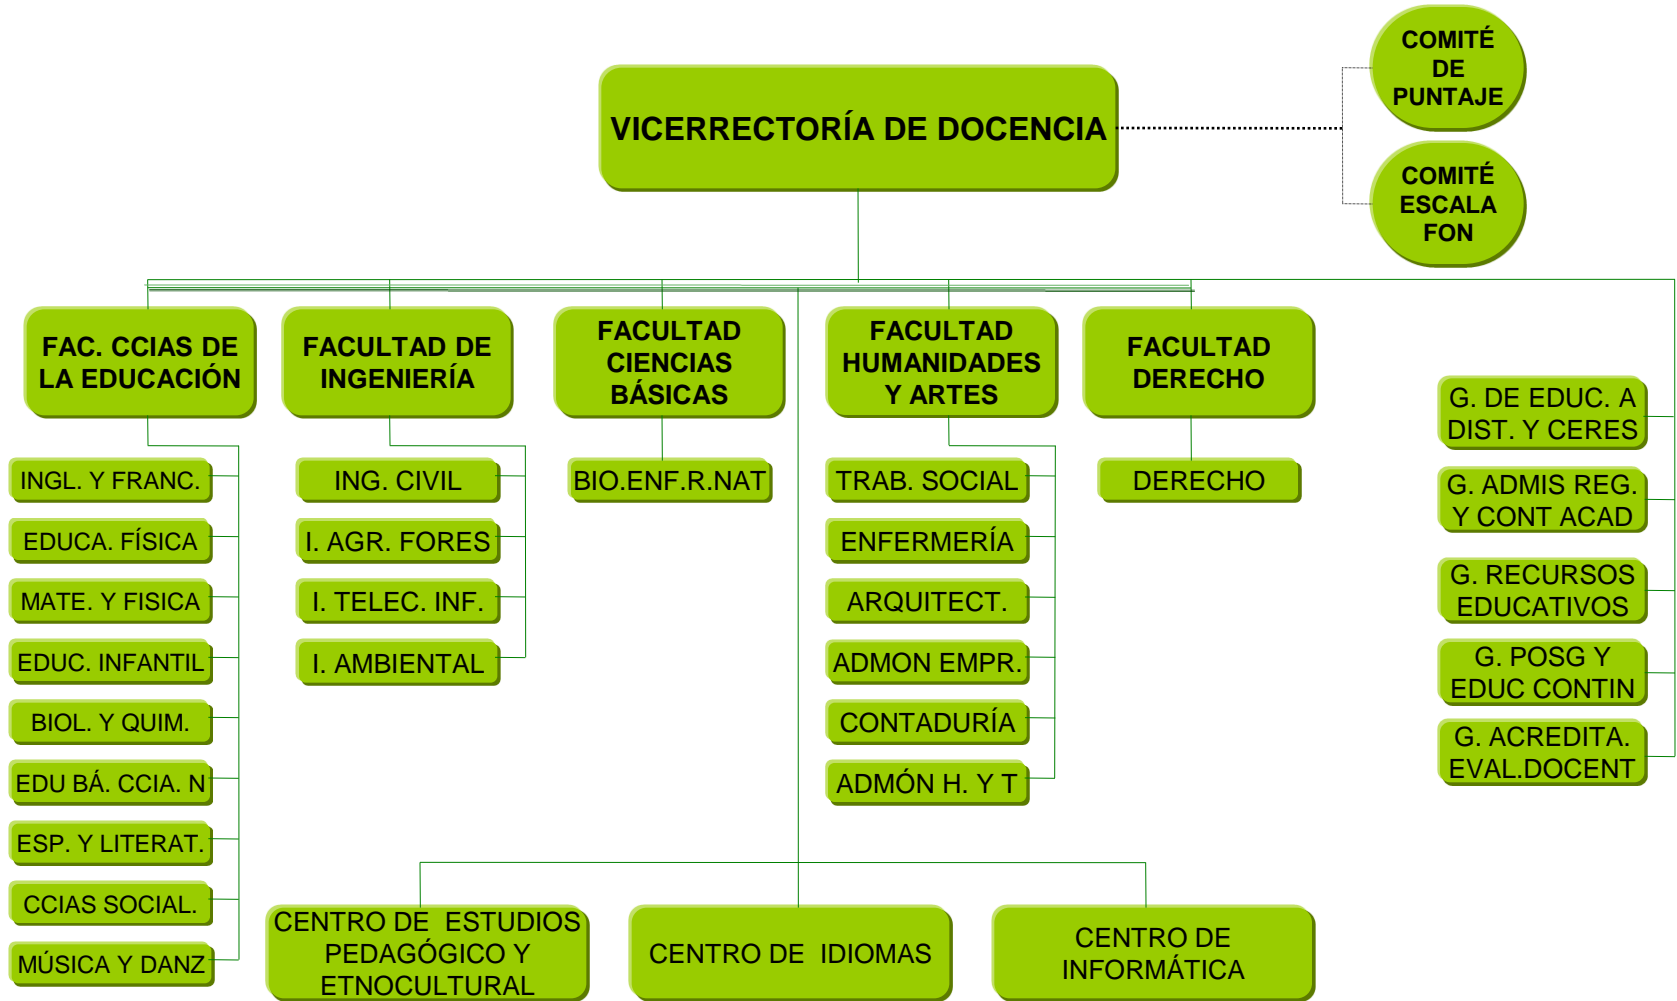 COMITÉ
DE
PUNTAJE
VICERRECTORÍA DE DOCENCIA
COMITÉ
ESCALA
FON
FAC. CCIAS DE
LA EDUCACIÓN
FACULTAD DE
INGENIERÍA
FACULTAD
CIENCIAS
BÁSICAS
FACULTAD
HUMANIDADES
Y ARTES
FACULTAD
DERECHO
INGL. Y FRANC.
EDUCA. FÍSICA
MATE. Y FISICA
EDUC. INFANTIL
BIOL. Y QUIM.
EDU BÁ. CCIA. N
ESP. Y LITERAT.
CCIAS SOCIAL.
MÚSICA Y DANZ
ING. CIVIL
I. AGR. FORES
I. TELEC. INF.
I. AMBIENTAL
BIO.ENF.R.NAT
TRAB. SOCIAL
ENFERMERÍA
ARQUITECT.
ADMON EMPR.
CONTADURÍA
ADMÓN H. Y T
DERECHO
G. DE EDUC. A
DIST. Y CERES
G. ADMIS REG.
Y CONT ACAD
G. RECURSOS
EDUCATIVOS
G. POSG Y
EDUC CONTIN
G. ACREDITA.
EVAL.DOCENT
CENTRO DE ESTUDIOS
PEDAGÓGICO Y
ETNOCULTURAL
CENTRO DE IDIOMAS
CENTRO DE
INFORMÁTICA